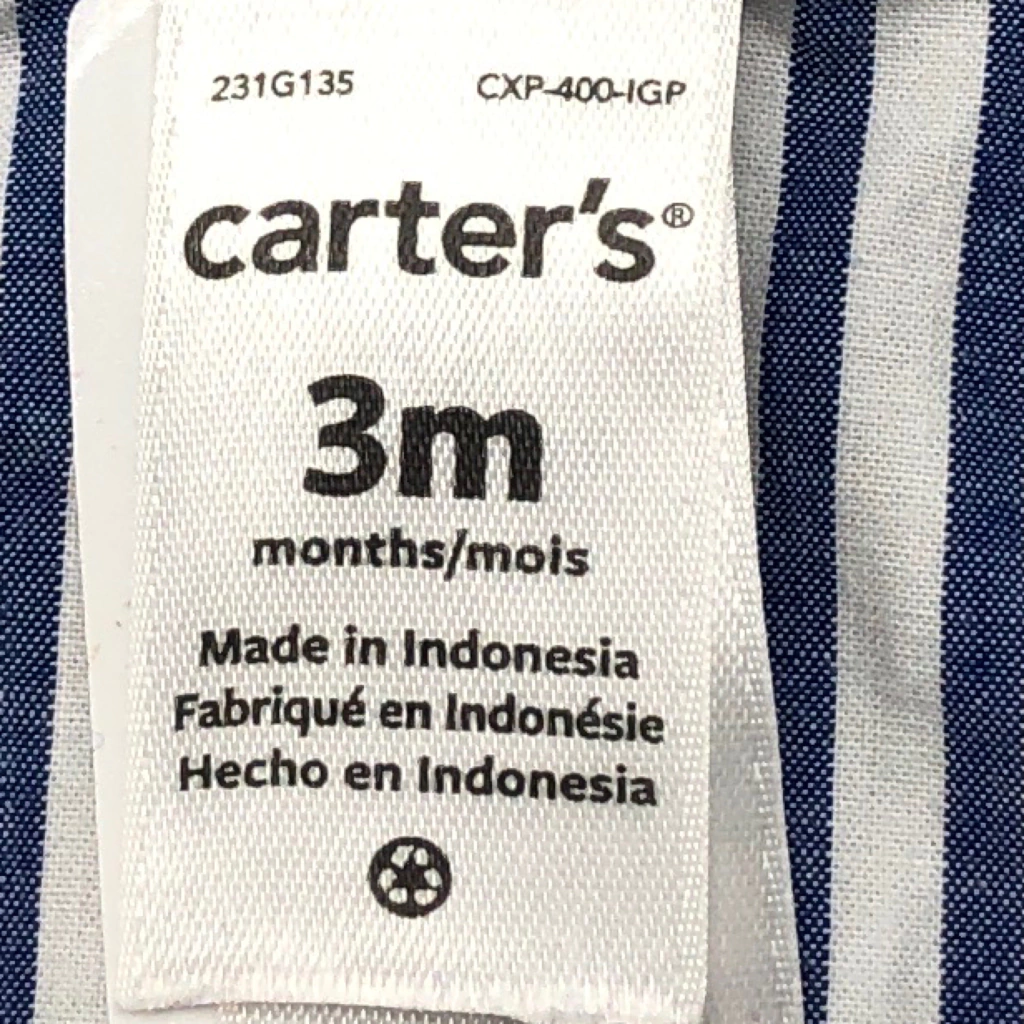 231G135 CXP-400-IGP
carter's®
3m
months/mois
Made in Indonesia
Fabriqué en Indonésie
Hecho en Indonesia